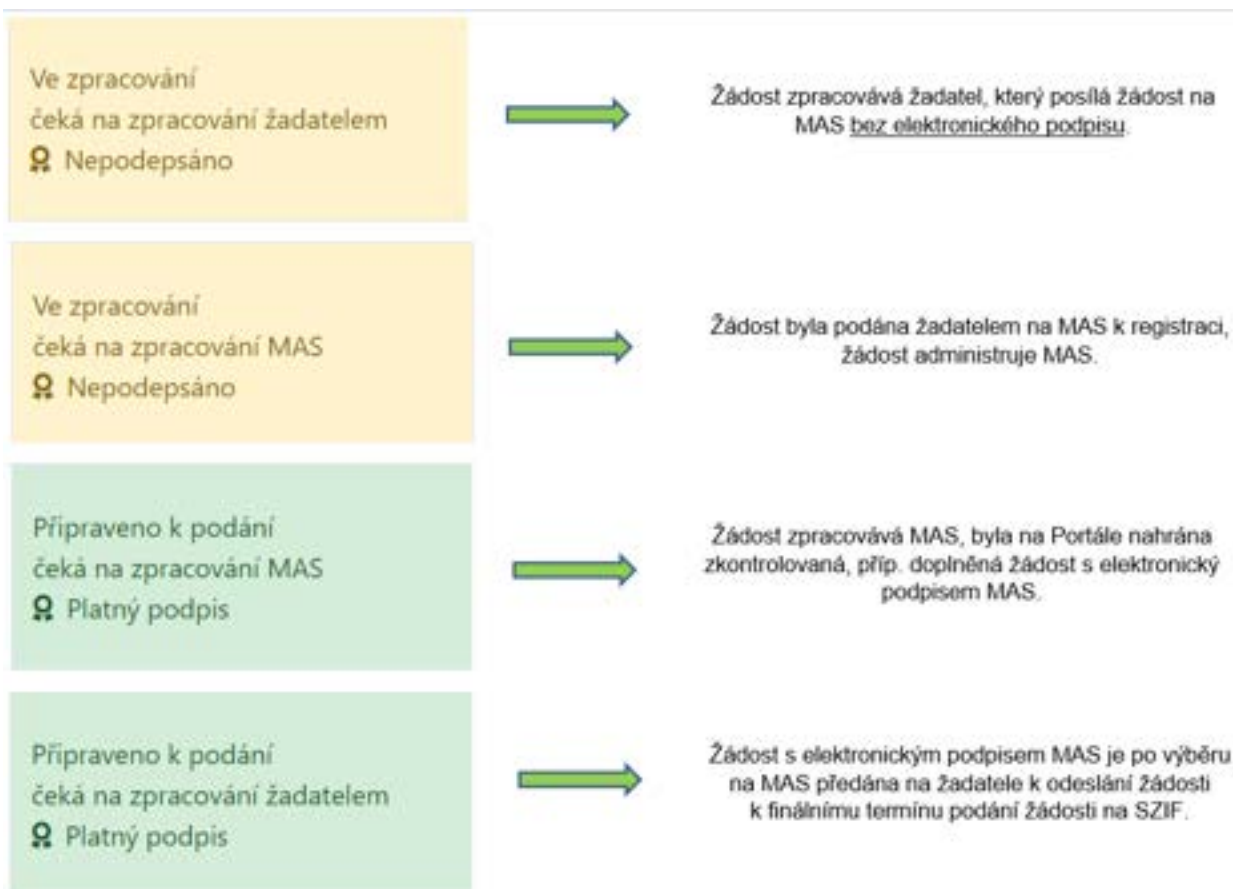 Ve zpracování
čeká na zpracování žadatelem
Nepodepsáno
Žádost zpracovává žadatel, který posílá žádost na
MAS bez elektronického podpisu.
Ve zpracování
čeká na zpracování MAS
Nepodepsáno
Žádost byla podána žadatelem na MAS k registraci,
žádost administruje MAS.
Připraveno k podání
čeká na zpracování MAS
Platný podpis
Žádost zpracovává MAS, byla na Portále nahrána
zkontrolovaná, příp. doplněná žádost s elektronický
podpisem MAS.
Připraveno k podání
čeká na zpracování žadatelem
Platný podpis
Žádost s elektronickým podpisem MAS je po výběru
na MAS předána na žadatele k odeslání žádosti
k finálnímu termínu podání žádosti na SZIF.